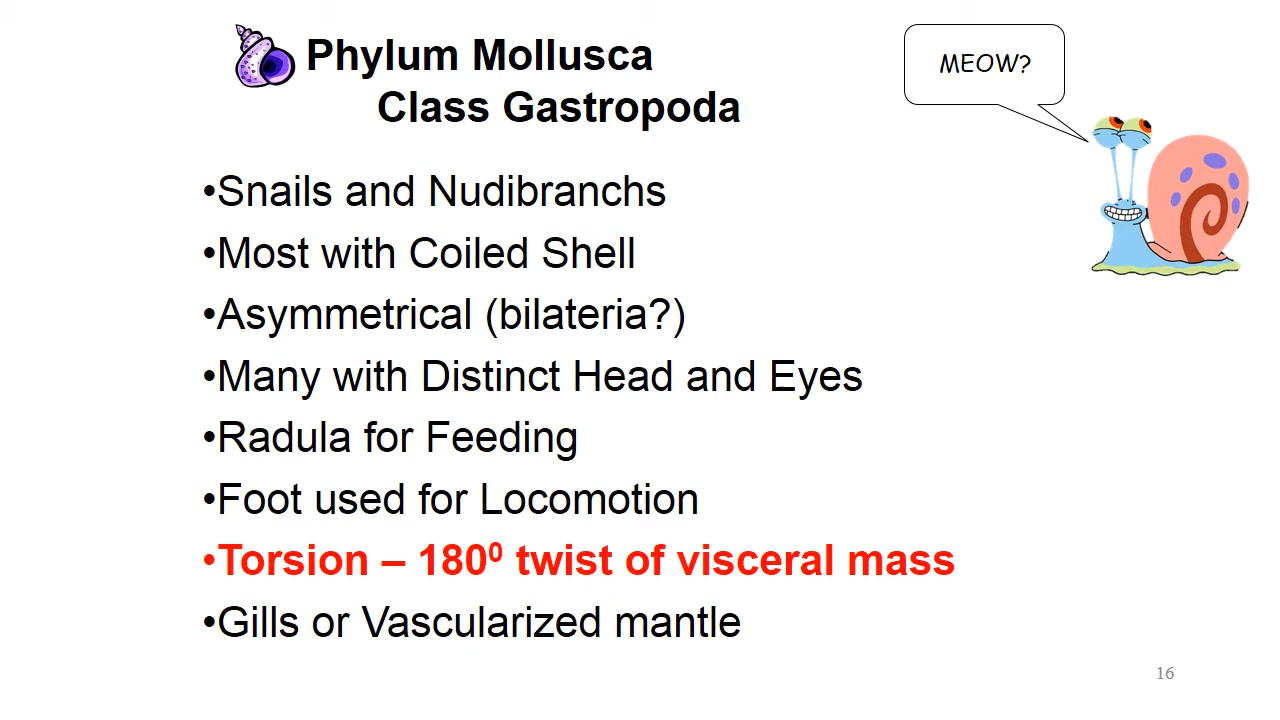 Phylum Mollusca
Class Gastropoda
MEOW?
•Snails and Nudibranchs
•Most with Coiled Shell
•Asymmetrical (bilateria?)
•Many with Distinct Head and Eyes
•Radula for Feeding
•Foot used for Locomotion
•Torsion – 180⁰ twist of visceral mass
•Gills or Vascularized mantle
16